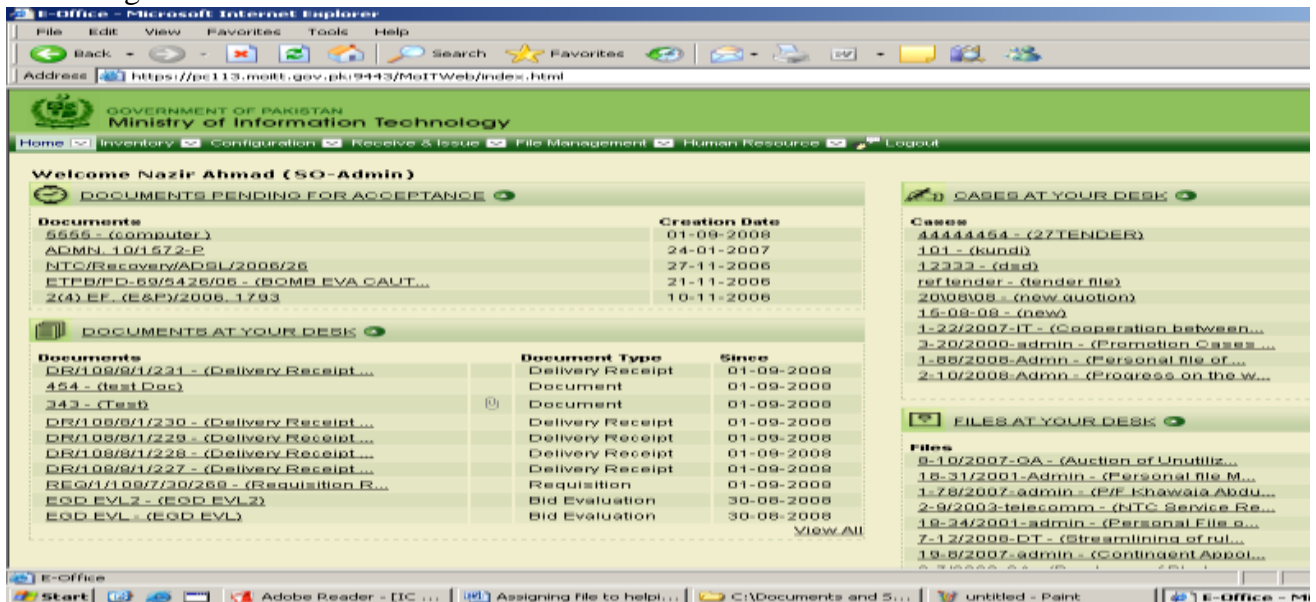 E-Office - Microsoft Internet Explorer
File Edit View Favorites Tools Help
Back Search Favorites
Address https://pc113.moitt.gov.pk:9443/MoITWeb/index.html
GOVERNMENT OF PAKISTAN
Ministry of Information Technology
Home Inventory Configuration Receive & Issue File Management Human Resource Logout
Welcome Nazir Ahmad (SO-Admin)
DOCUMENTS PENDING FOR ACCEPTANCE
Documents Creation Date
5555 - (computer ) 01-09-2008
ADMN. 10/1572-P 24-01-2007
NTC/Recovery/ADSL/2006/26 27-11-2006
ETPB/PD-69/5426/06 - (BOMB EVA CAUT... 21-11-2006
2(4) EF. (E&P)/2006. 1793 10-11-2006
DOCUMENTS AT YOUR DESK
Documents Document Type Since
DR/108/8/1/231 - (Delivery Receipt ... Delivery Receipt 01-09-2008
454 - (test Doc) Document 01-09-2008
343 - (Test) Document 01-09-2008
DR/108/8/1/230 - (Delivery Receipt ... Delivery Receipt 01-09-2008
DR/108/8/1/229 - (Delivery Receipt ... Delivery Receipt 01-09-2008
DR/108/8/1/228 - (Delivery Receipt ... Delivery Receipt 01-09-2008
DR/108/8/1/227 - (Delivery Receipt ... Delivery Receipt 01-09-2008
REQ/1/108/7/30/268 - (Requisition R... Requisition 01-09-2008
EGD EVL2 - (EGD EVL2) Bid Evaluation 30-08-2008
EGD EVL - (EGD EVL) Bid Evaluation 30-08-2008
View All
CASES AT YOUR DESK
Cases
44444454 - (27TENDER)
101 - (kundi)
12333 - (dsd)
ref tender - (tender file)
20\08\08 - (new quotion)
15-08-08 - (new)
1-22/2007-IT - (Cooperation between...
3-20/2000-admin - (Promotion Cases ...
1-88/2008-Admn - (Personal file of ...
2-10/2008-Admn - (Progress on the w...
FILES AT YOUR DESK
Files
8-10/2007-GA - (Auction of Unutiliz...
18-31/2001-Admin - (Personal file M...
1-78/2007-admin - (P/F Khawaja Abdu...
2-9/2003-telecomm - (NTC Service Re...
18-34/2001-admin - (Personal File o...
7-12/2008-DT - (Streamlining of rul...
19-8/2007-admin - (Contingent Appoi...
E-Office
Start Adobe Reader - [IC ... Assigning File to helpi... C:\Documents and S... untitled - Paint E-Office - Mi